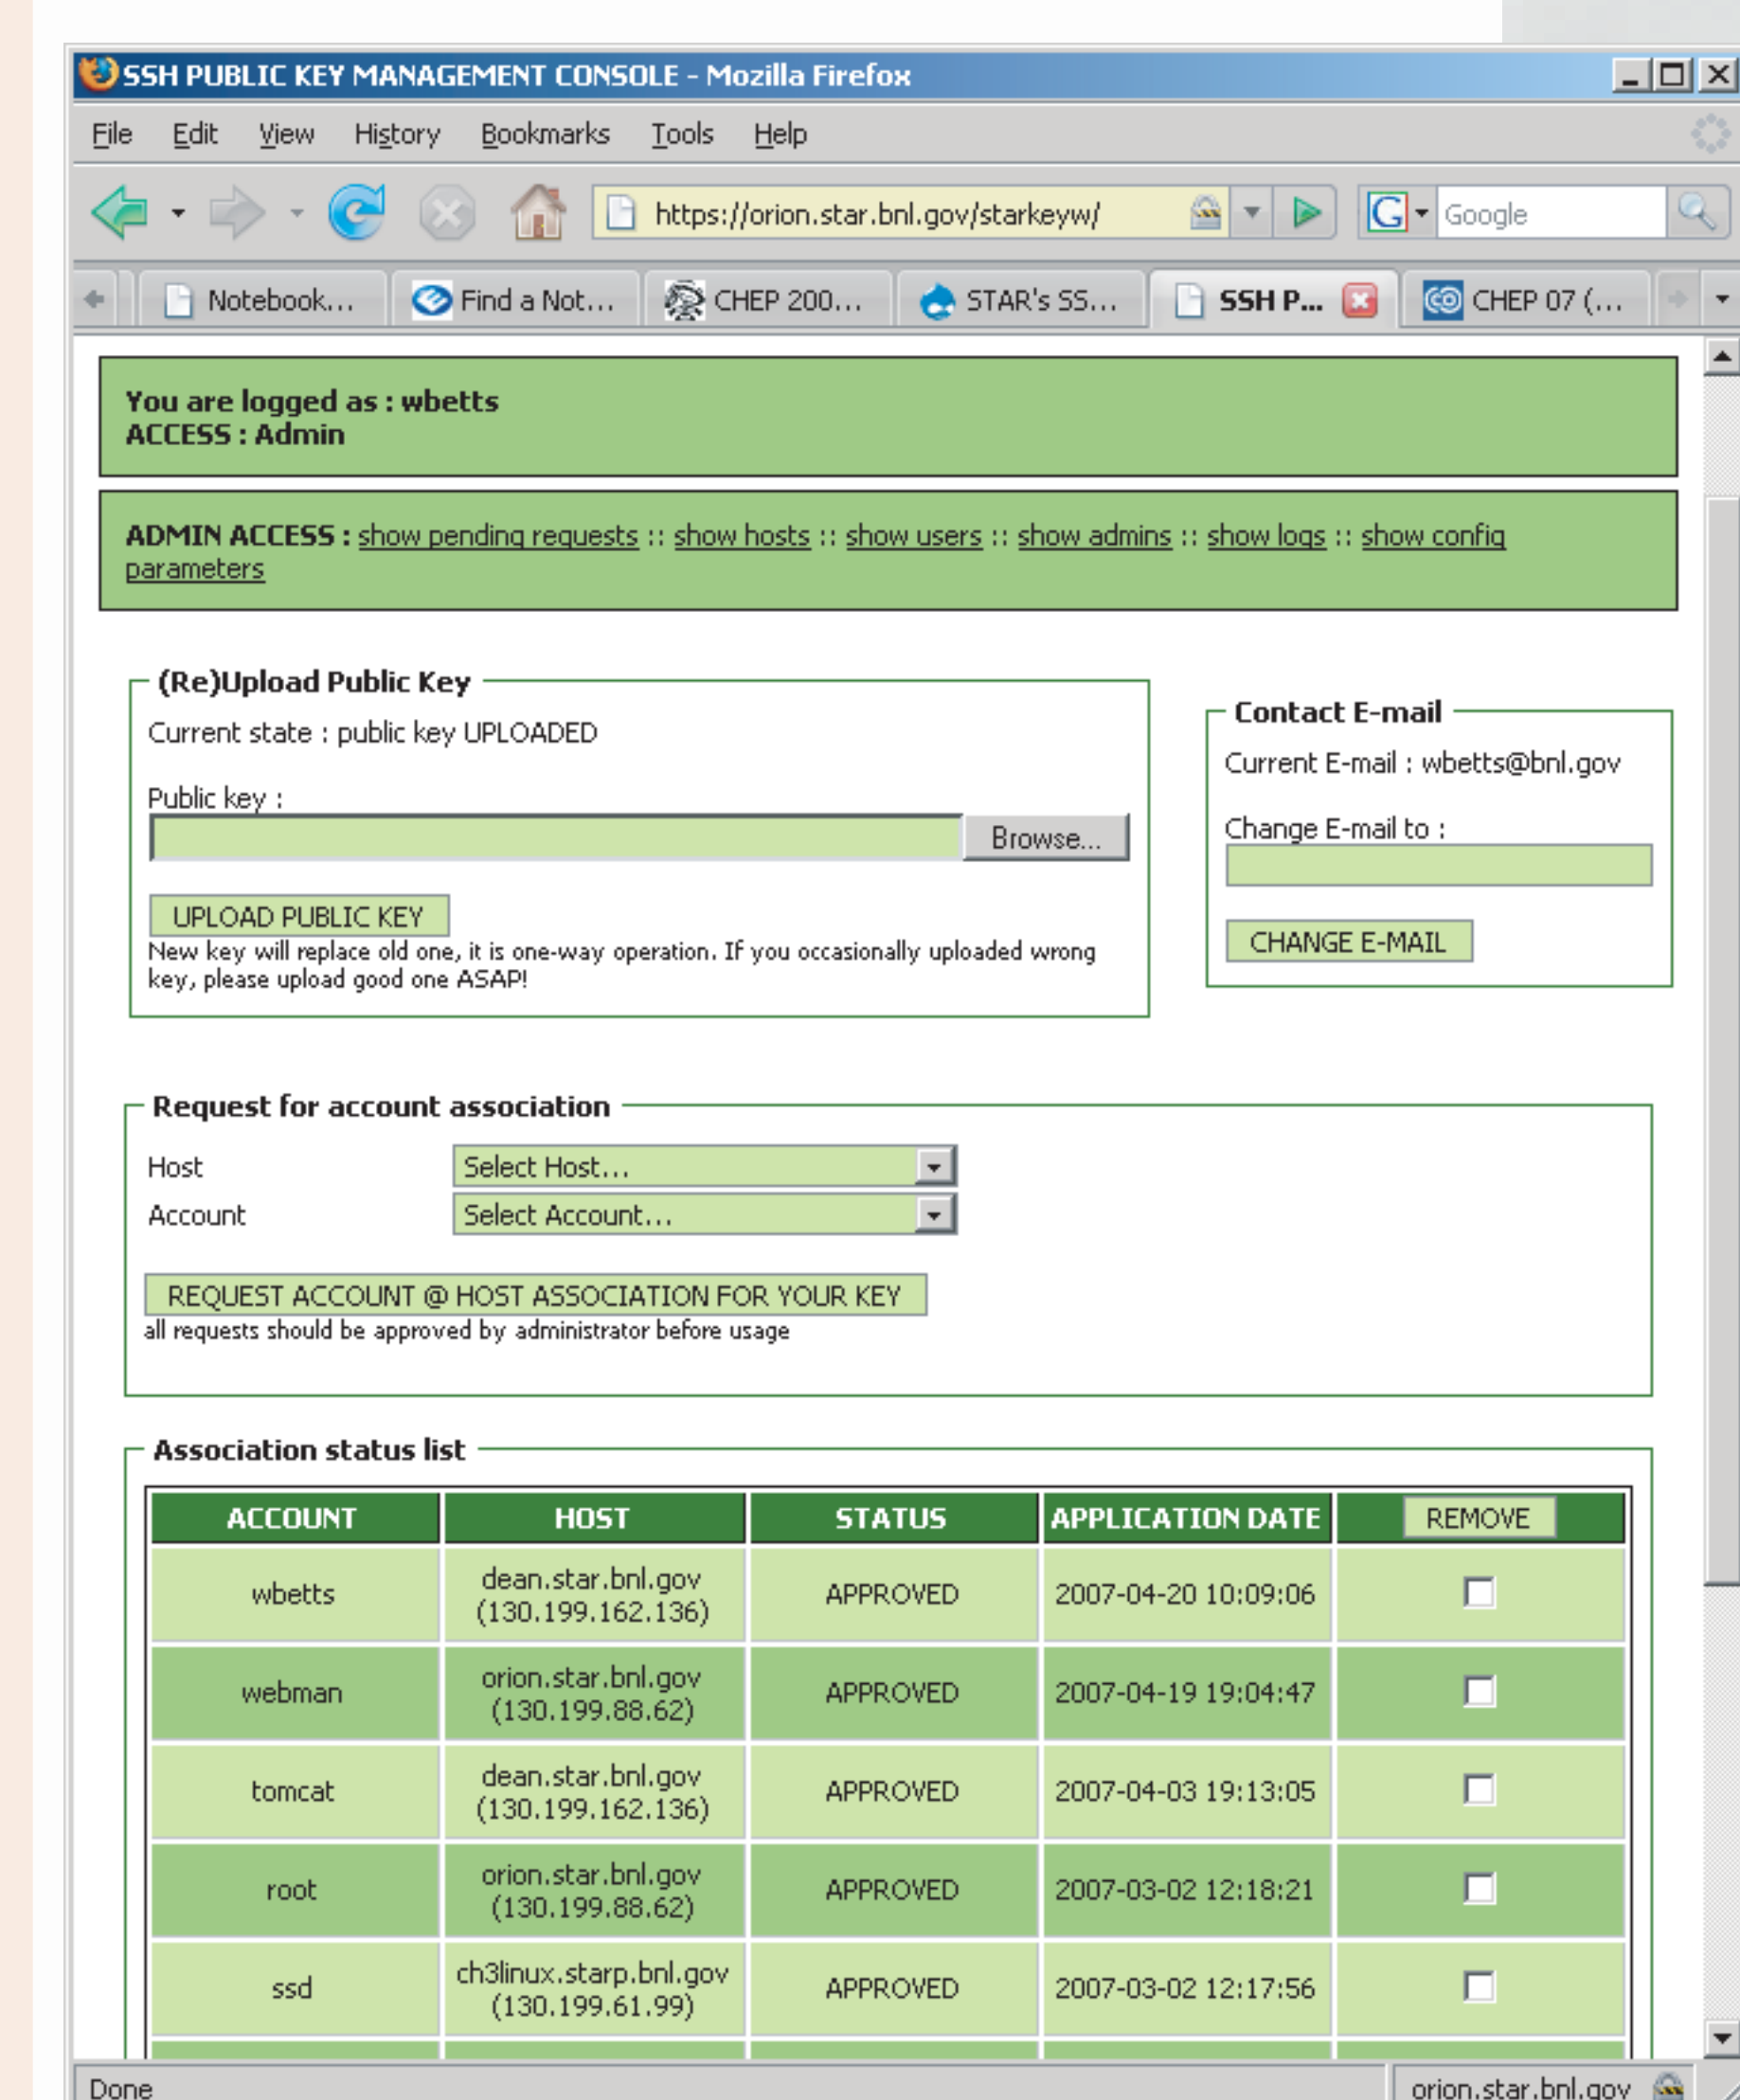 SSH PUBLIC KEY MANAGEMENT CONSOLE - Mozilla Firefox
File Edit View History Bookmarks Tools Help
https://orion.star.bnl.gov/starkeyw/ G Google
Notebook... Find a Not... CHEP 200... STAR's SS... SSH P... CHEP 07 (...
You are logged as : wbetts
ACCESS : Admin
ADMIN ACCESS : show pending requests :: show hosts :: show users :: show admins :: show logs :: show config
parameters
(Re)Upload Public Key
Current state : public key UPLOADED
Public key :
Browse...
UPLOAD PUBLIC KEY
New key will replace old one, it is one-way operation. If you occasionally uploaded wrong
key, please upload good one ASAP!
Contact E-mail
Current E-mail : wbetts@bnl.gov
Change E-mail to :
CHANGE E-MAIL
Request for account association
Host Select Host...
Account Select Account...
REQUEST ACCOUNT @ HOST ASSOCIATION FOR YOUR KEY
all requests should be approved by administrator before usage
Association status list
ACCOUNT HOST STATUS APPLICATION DATE REMOVE
wbetts dean.star.bnl.gov (130.199.162.136) APPROVED 2007-04-20 10:09:06
webman orion.star.bnl.gov (130.199.88.62) APPROVED 2007-04-19 19:04:47
tomcat dean.star.bnl.gov (130.199.162.136) APPROVED 2007-04-03 19:13:05
root orion.star.bnl.gov (130.199.88.62) APPROVED 2007-03-02 12:18:21
ssd ch3linux.starp.bnl.gov (130.199.61.99) APPROVED 2007-03-02 12:17:56
Done orion.star.bnl.gov